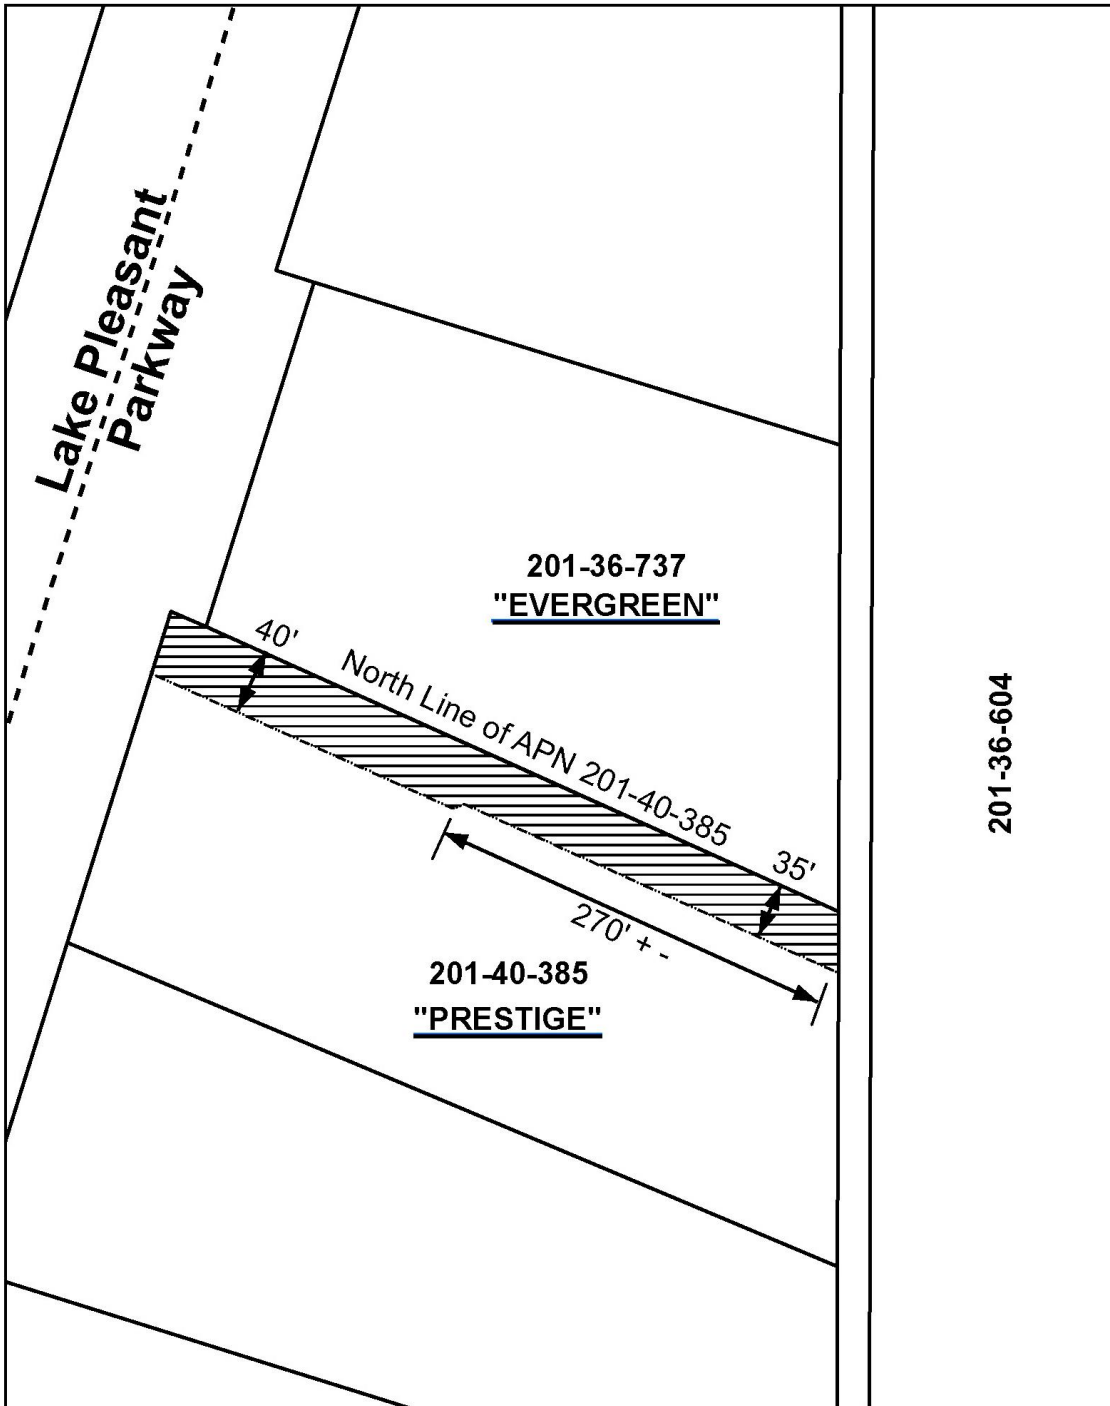 Lake Pleasant
Parkway
201-36-737
"EVERGREEN"
40'
North Line of APN 201-40-385
35'
270' + -
201-40-385
"PRESTIGE"
201-36-604